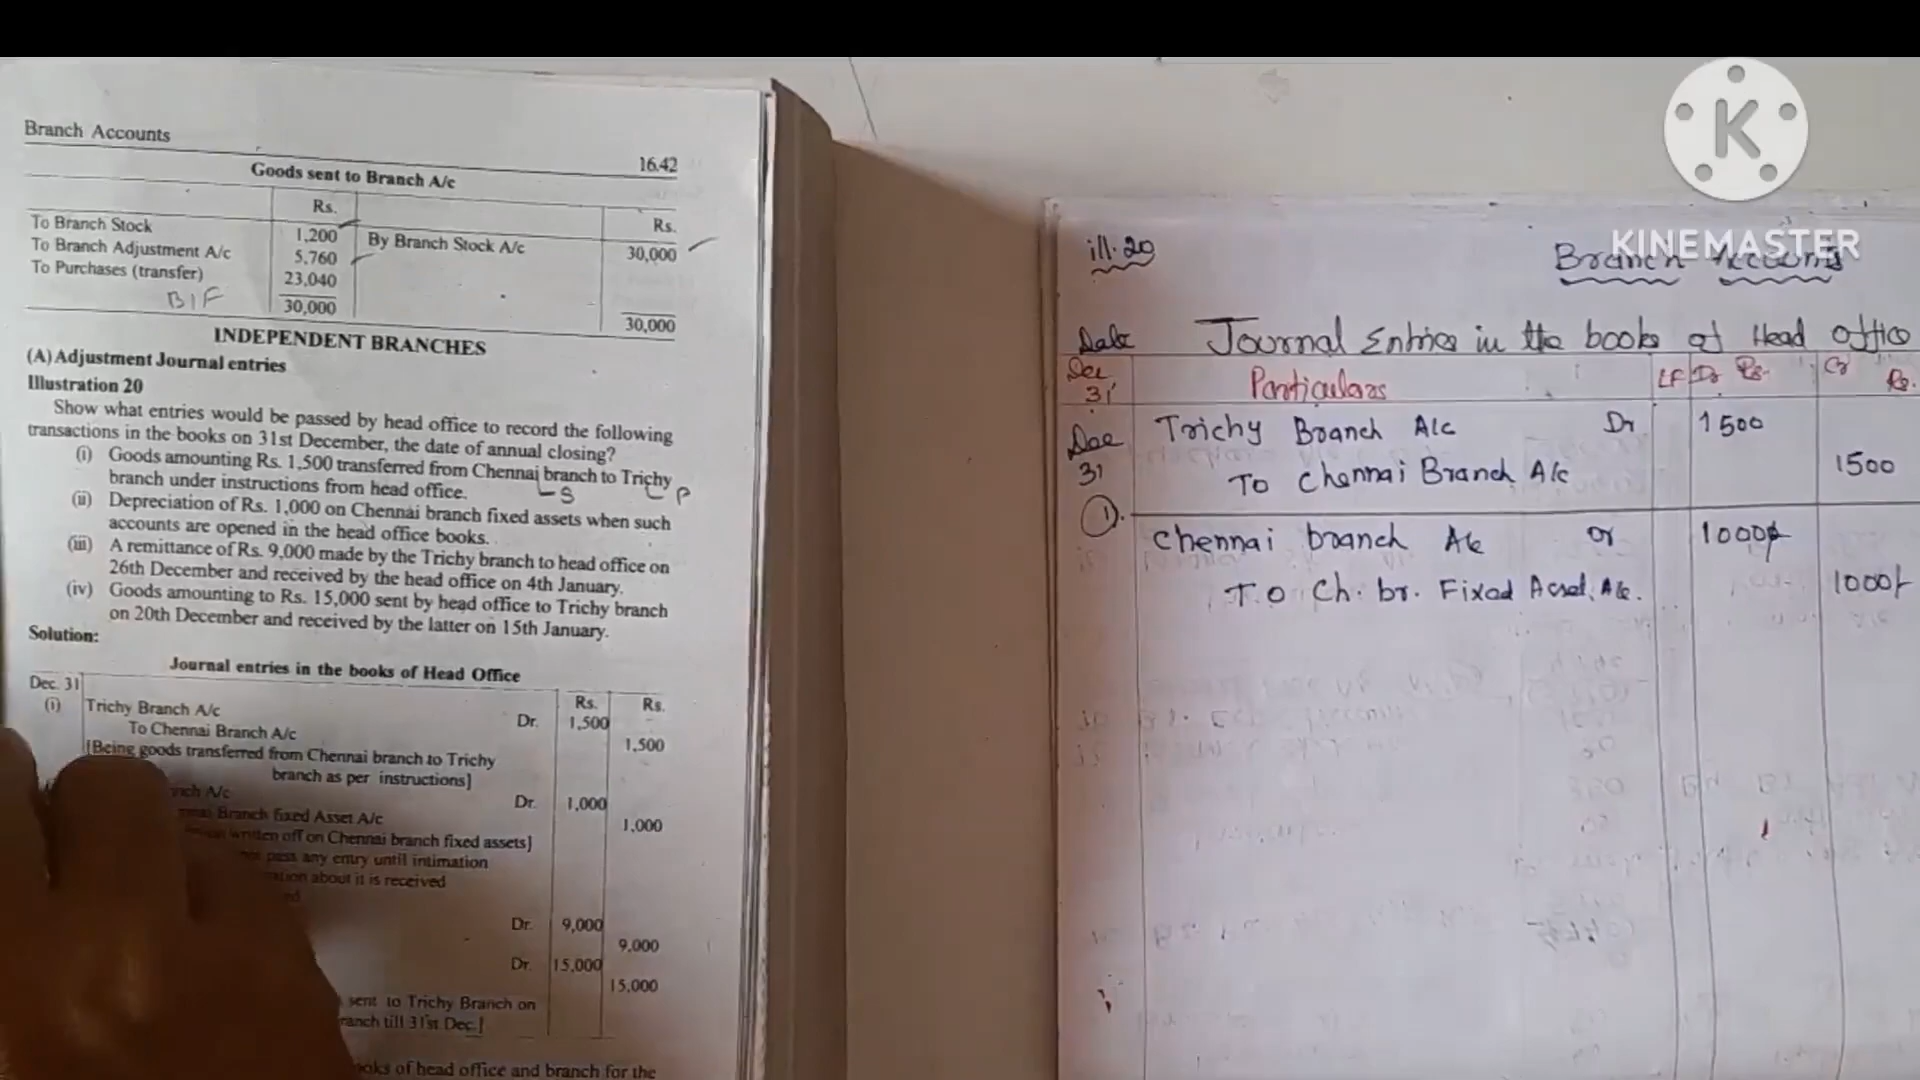 Branch Accounts
16.42
Goods sent to Branch A/c
Rs.
Rs.
To Branch Stock 1,200 By Branch Stock A/c 30,000
To Branch Adjustment A/c 5,760
To Purchases (transfer) 23,040
30,000 30,000
INDEPENDENT BRANCHES
(A) Adjustment Journal entries
Illustration 20
Show what entries would be passed by head office to record the following
transactions in the books on 31st December, the date of annual closing?
(i) Goods amounting Rs. 1,500 transferred from Chennai branch to Trichy
branch under instructions from head office.
S P
(ii) Depreciation of Rs. 1,000 on Chennai branch fixed assets when such
accounts are opened in the head office books.
(iii) A remittance of Rs. 9,000 made by the Trichy branch to head office on
26th December and received by the head office on 4th January.
(iv) Goods amounting to Rs. 15,000 sent by head office to Trichy branch
on 20th December and received by the latter on 15th January.
Solution:
Journal entries in the books of Head Office
Dec. 31 Rs. Rs.
(i) Trichy Branch A/c Dr. 1,500
To Chennai Branch A/c 1,500
[Being goods transferred from Chennai branch to Trichy
branch as per instructions]
A/c Dr. 1,000
Branch fixed Asset A/c 1,000
written off on Chennai branch fixed assets]
pass any entry until intimation
about it is received
Dr. 9,000
9,000
Dr. 15,000
15,000
sent to Trichy Branch on
till 31st Dec.]
of head office and branch for the
KINEMASTER
ill. 20
Branch Accounts
Date Journal Entries in the books of Head Office
Dec 31 Particulars LF Dr Rs. Cr Rs.
Dec 31 Trichy Branch A/c Dr 1500
To Chennai Branch A/c 1500
1. Chennai branch A/c Dr 1000/-
To Ch. br. Fixed Asset A/c. 1000/-